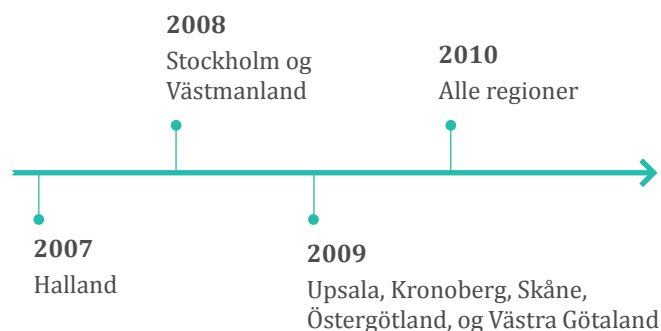 2008
Stockholm og
Västmanland
2010
Alle regioner
2007
Halland
2009
Upsala, Kronoberg, Skåne,
Östergötland, og Västra Götaland